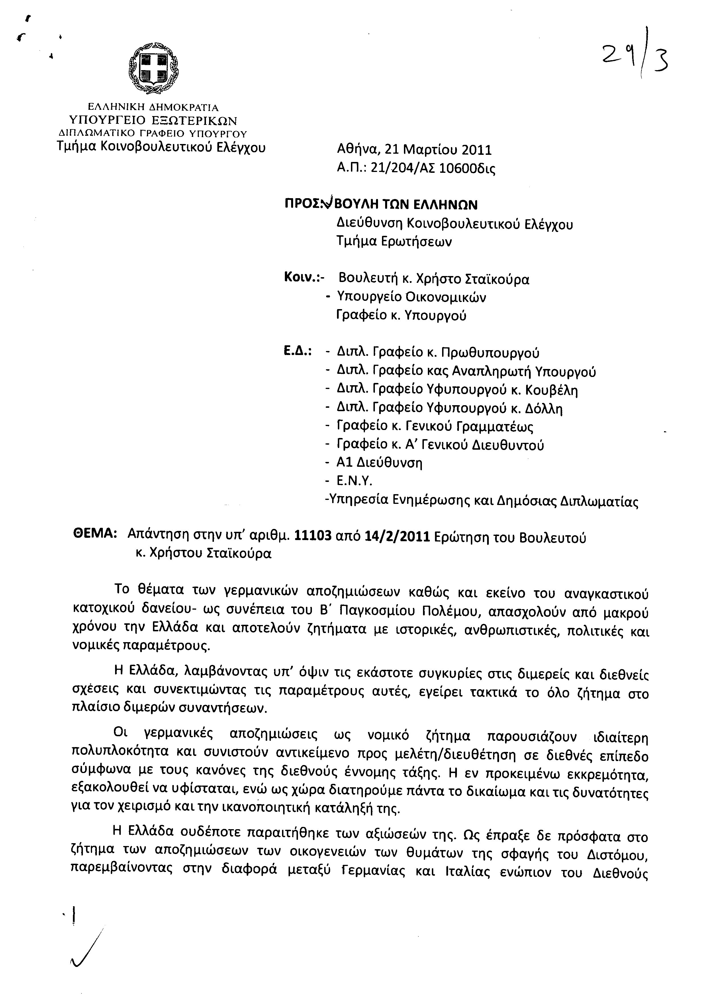 29/3
ΕΛΛΗΝΙΚΗ ΔΗΜΟΚΡΑΤΙΑ
ΥΠΟΥΡΓΕΙΟ ΕΞΩΤΕΡΙΚΩΝ
ΔΙΠΛΩΜΑΤΙΚΟ ΓΡΑΦΕΙΟ ΥΠΟΥΡΓΟΥ
Τμήμα Κοινοβουλευτικού Ελέγχου
Αθήνα, 21 Μαρτίου 2011
Α.Π.: 21/204/ΑΣ 10600δις
ΠΡΟΣ: ΒΟΥΛΗ ΤΩΝ ΕΛΛΗΝΩΝ
Διεύθυνση Κοινοβουλευτικού Ελέγχου
Τμήμα Ερωτήσεων
Κοιν.:- Βουλευτή κ. Χρήστο Σταϊκούρα
- Υπουργείο Οικονομικών
Γραφείο κ. Υπουργού
Ε.Δ.: - Διπλ. Γραφείο κ. Πρωθυπουργού
- Διπλ. Γραφείο κας Αναπληρωτή Υπουργού
- Διπλ. Γραφείο Υφυπουργού κ. Κουβέλη
- Διπλ. Γραφείο Υφυπουργού κ. Δόλλη
- Γραφείο κ. Γενικού Γραμματέως
- Γραφείο κ. Α' Γενικού Διευθυντού
- Α1 Διεύθυνση
- Ε.Ν.Υ.
-Υπηρεσία Ενημέρωσης και Δημόσιας Διπλωματίας
ΘΕΜΑ: Απάντηση στην υπ' αριθμ. 11103 από 14/2/2011 Ερώτηση του Βουλευτού
κ. Χρήστου Σταϊκούρα
Το θέματα των γερμανικών αποζημιώσεων καθώς και εκείνο του αναγκαστικού
κατοχικού δανείου- ως συνέπεια του Β' Παγκοσμίου Πολέμου, απασχολούν από μακρού
χρόνου την Ελλάδα και αποτελούν ζητήματα με ιστορικές, ανθρωπιστικές, πολιτικές και
νομικές παραμέτρους.
Η Ελλάδα, λαμβάνοντας υπ' όψιν τις εκάστοτε συγκυρίες στις διμερείς και διεθνείς
σχέσεις και συνεκτιμώντας τις παραμέτρους αυτές, εγείρει τακτικά το όλο ζήτημα στο
πλαίσιο διμερών συναντήσεων.
Οι γερμανικές αποζημιώσεις ως νομικό ζήτημα παρουσιάζουν ιδιαίτερη
πολυπλοκότητα και συνιστούν αντικείμενο προς μελέτη/διευθέτηση σε διεθνές επίπεδο
σύμφωνα με τους κανόνες της διεθνούς έννομης τάξης. Η εν προκειμένω εκκρεμότητα,
εξακολουθεί να υφίσταται, ενώ ως χώρα διατηρούμε πάντα το δικαίωμα και τις δυνατότητες
για τον χειρισμό και την ικανοποιητική κατάληξή της.
Η Ελλάδα ουδέποτε παραιτήθηκε των αξιώσεών της. Ως έπραξε δε πρόσφατα στο
ζήτημα των αποζημιώσεων των οικογενειών των θυμάτων της σφαγής του Διστόμου,
παρεμβαίνοντας στην διαφορά μεταξύ Γερμανίας και Ιταλίας ενώπιον του Διεθνούς